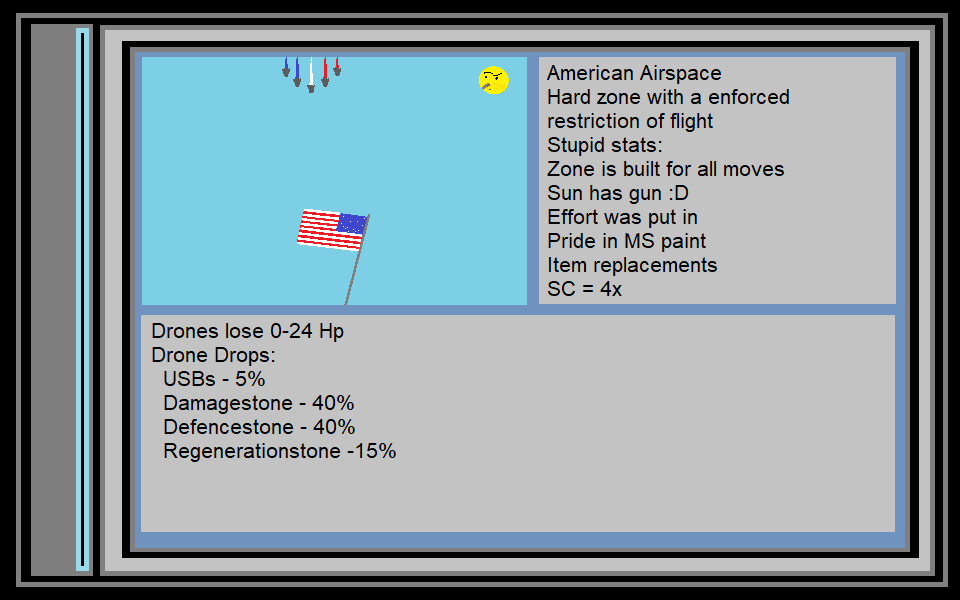 American Airspace
Hard zone with a enforced
restriction of flight
Stupid stats:
Zone is built for all moves
Sun has gun :D
Effort was put in
Pride in MS paint
Item replacements
SC = 4x
Drones lose 0-24 Hp
Drone Drops:
USBs - 5%
Damagestone - 40%
Defencestone - 40%
Regenerationstone -15%